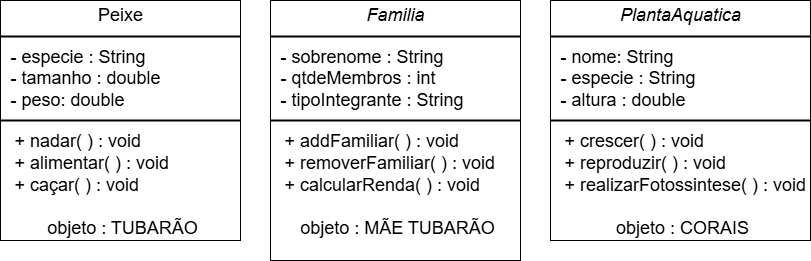 Peixe
- especie : String
- tamanho : double
- peso: double
+ nadar( ) : void
+ alimentar( ) : void
+ caçar( ) : void
objeto : TUBARÃO
Familia
- sobrenome : String
- qtdeMembros : int
- tipoIntegrante : String
+ addFamiliar( ) : void
+ removerFamiliar( ) : void
+ calcularRenda( ) : void
objeto : MÃE TUBARÃO
PlantaAquatica
- nome: String
- especie : String
- altura : double
+ crescer( ) : void
+ reproduzir( ) : void
+ realizarFotossintese( ) : void
objeto : CORAIS